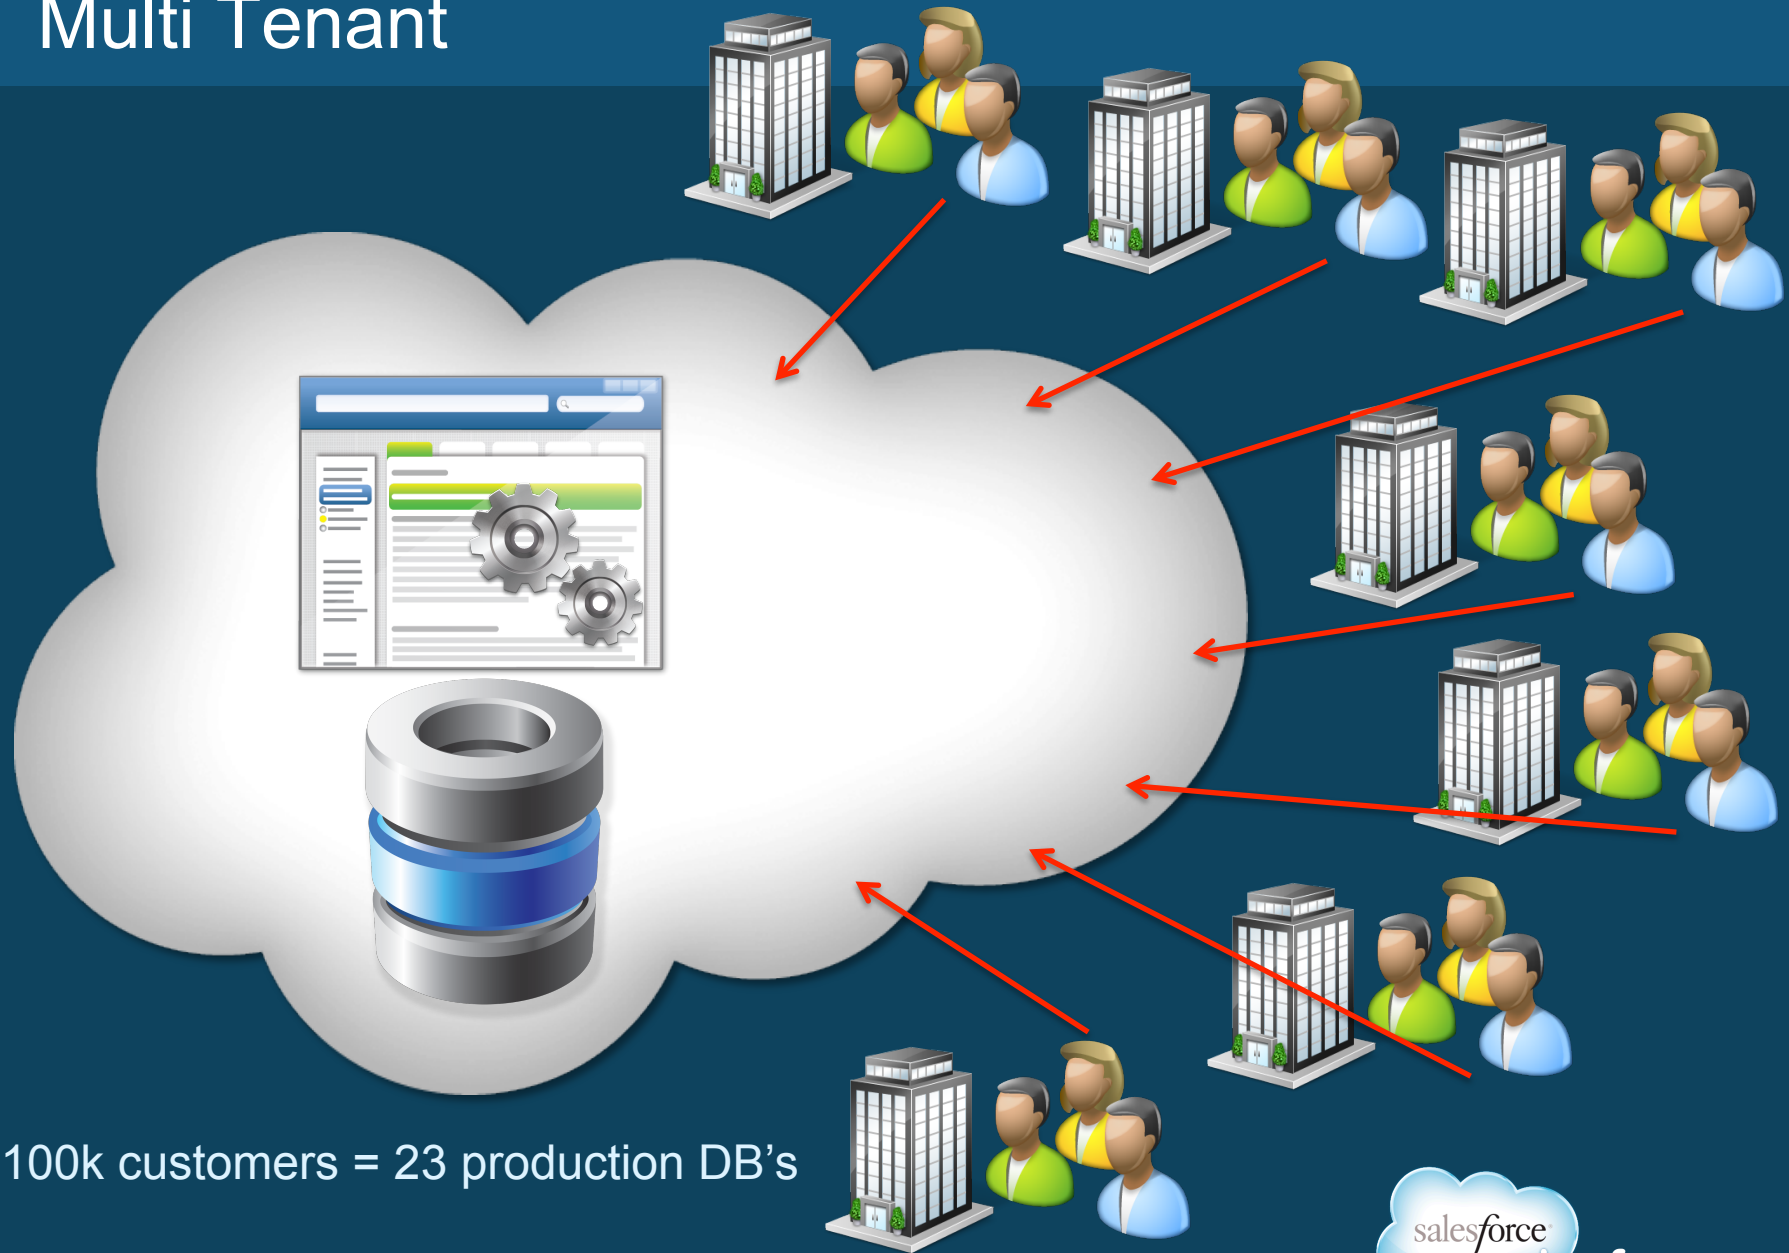 Multi Tenant
100k customers = 23 production DB's
salesforce